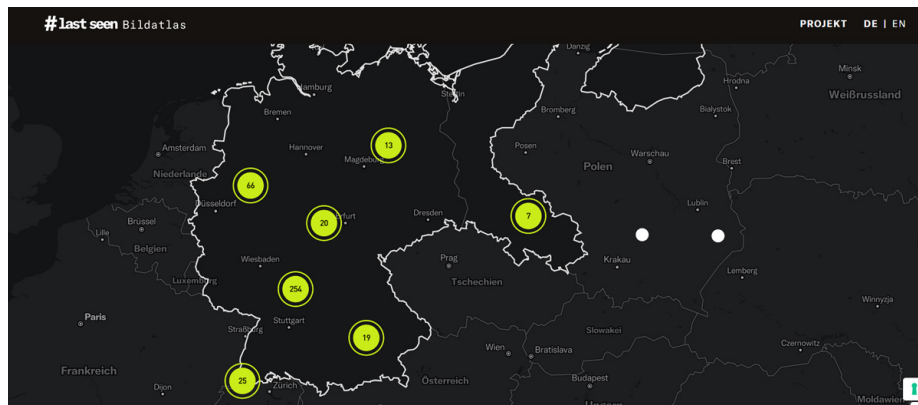 #last seen Bildatlas
PROJEKT DE | EN
Danzig
Minsk
Hamburg
Stettin
Hrodna
Weißrussland
Bremen
Bromberg
Bialystok
Amsterdam
Hannover
13
Magdeburg
Posen
Warschau
Polen
Brest
Niederlande
66
Düsseldorf
20
Erfurt
Dresden
7
Lublin
Brüssel
Lille
Belgien
Wiesbaden
Prag
Krakau
Lemberg
Luxemburg
254
Tschechien
Winnyzja
Paris
Straßburg
Stuttgart
19
Slowakei
Czernowitz
Wien
Bratislava
Frankreich
25
Zürich
Österreich
Budapest
Dijon
Ungarn
Moldawien